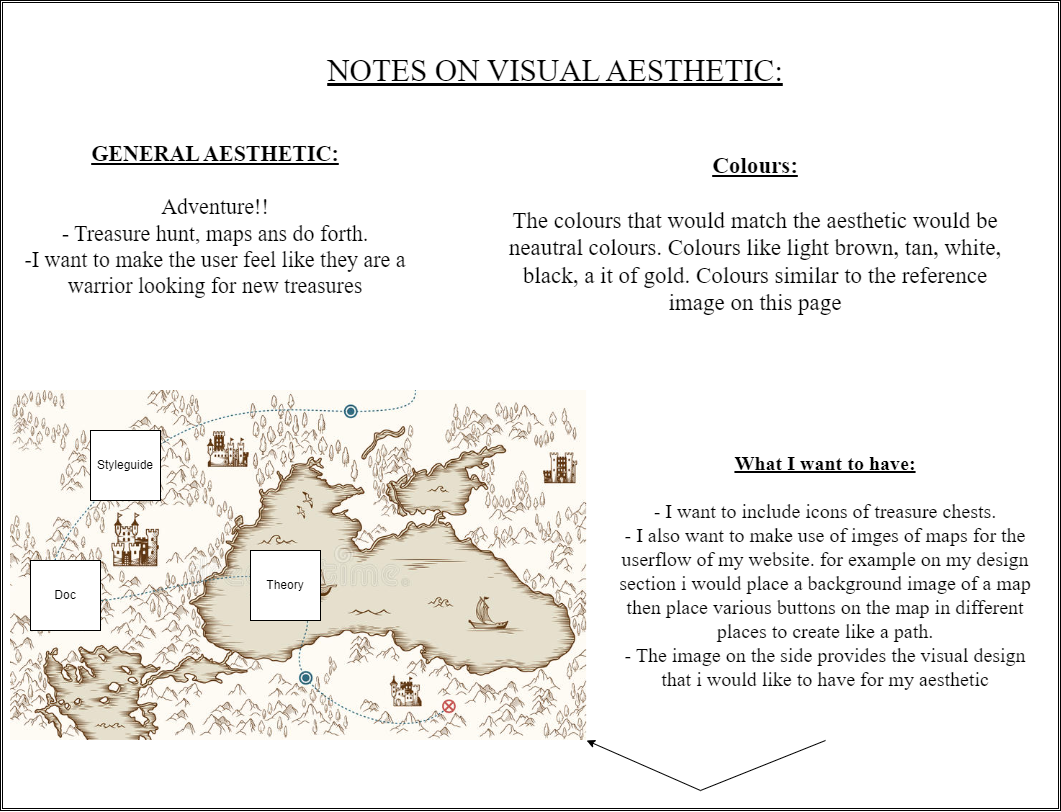 NOTES ON VISUAL AESTHETIC:
GENERAL AESTHETIC:
Adventure!!
- Treasure hunt, maps ans do forth.
-I want to make the user feel like they are a
warrior looking for new treasures
Colours:
The colours that would match the aesthetic would be
neautral colours. Colours like light brown, tan, white,
black, a it of gold. Colours similar to the reference
image on this page
Styleguide
Doc
Theory
What I want to have:
- I want to include icons of treasure chests.
- I also want to make use of imges of maps for the
userflow of my website. for example on my design
section i would place a background image of a map
then place various buttons on the map in different
places to create like a path.
- The image on the side provides the visual design
that i would like to have for my aesthetic